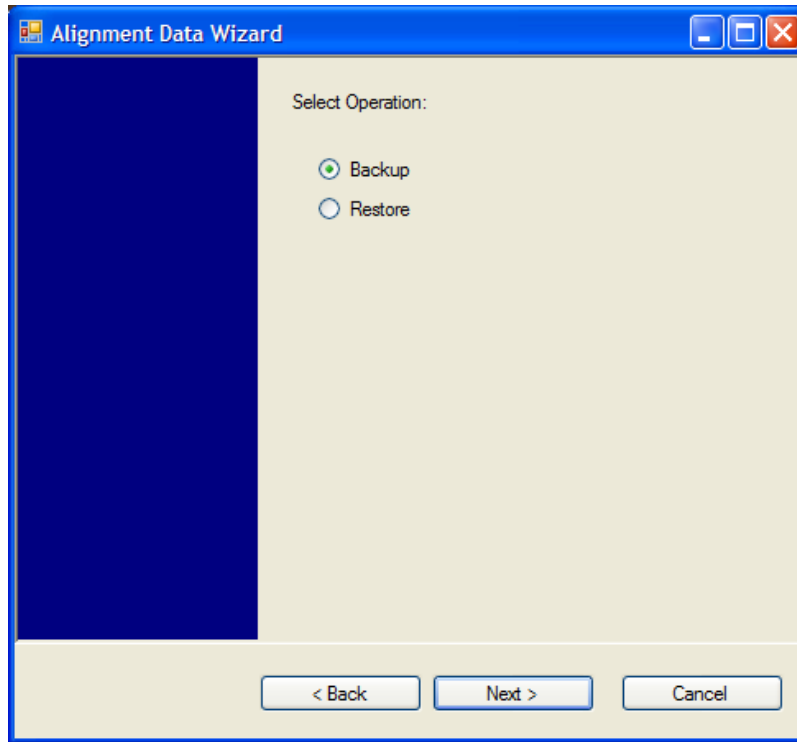 Alignment Data Wizard
Select Operation:
Backup
Restore
< Back Next > Cancel